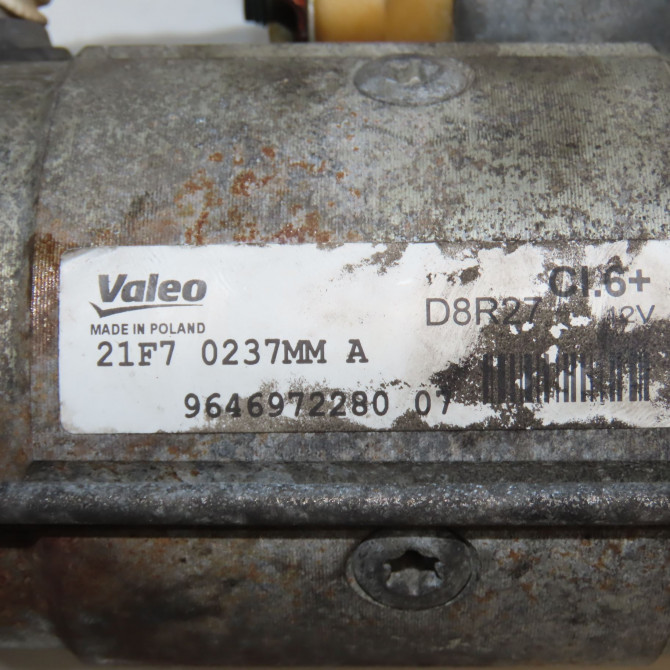 Valeo
MADE IN POLAND
21F7 0237MM A
9646972280 07
CI.6+
D8R27
12V